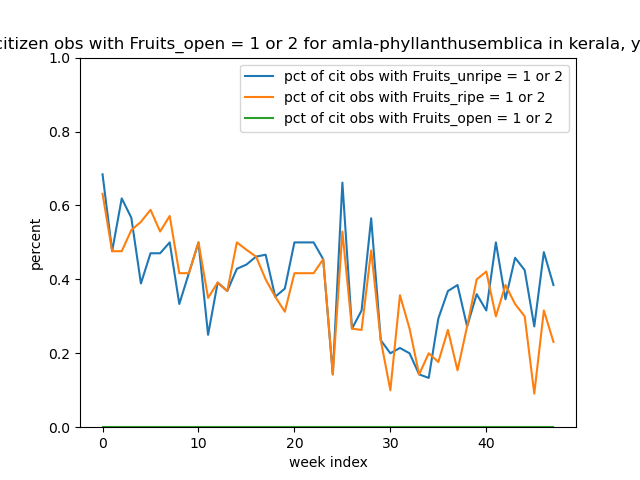 citizen obs with Fruits_open = 1 or 2 for amla-phyllanthusemblica in kerala, y
pct of cit obs with Fruits_unripe = 1 or 2
pct of cit obs with Fruits_ripe = 1 or 2
pct of cit obs with Fruits_open = 1 or 2
percent
1.0
0.8
0.6
0.4
0.2
0.0
0 10 20 30 40
week index